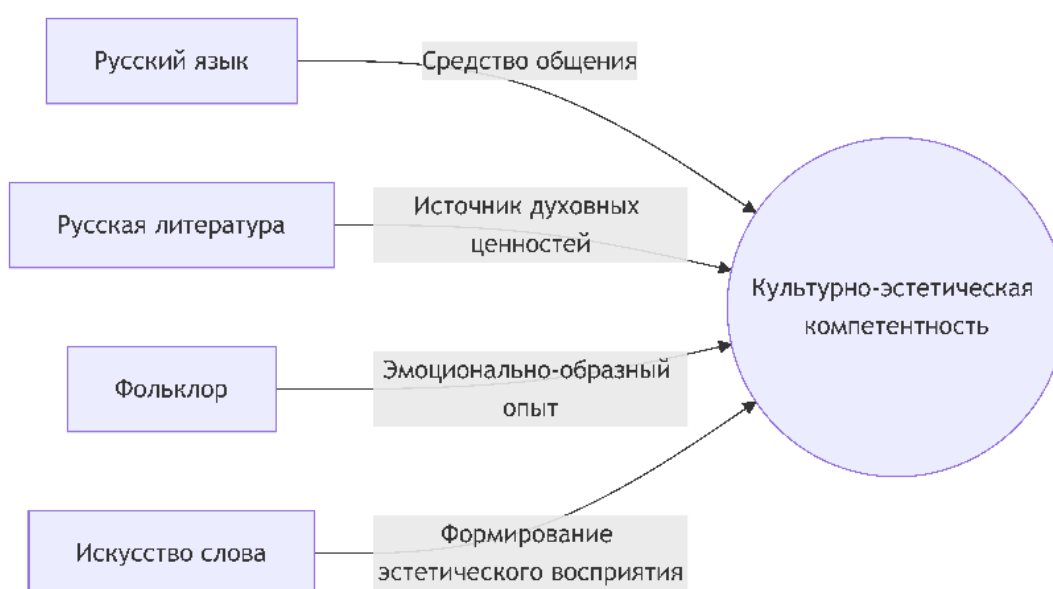 Русский язык
Средство общения
Русская литература
Источник духовных
ценностей
Культурно-эстетическая
компетентность
Фольклор
Эмоционально-образный
опыт
Искусство слова
Формирование
эстетического восприятия